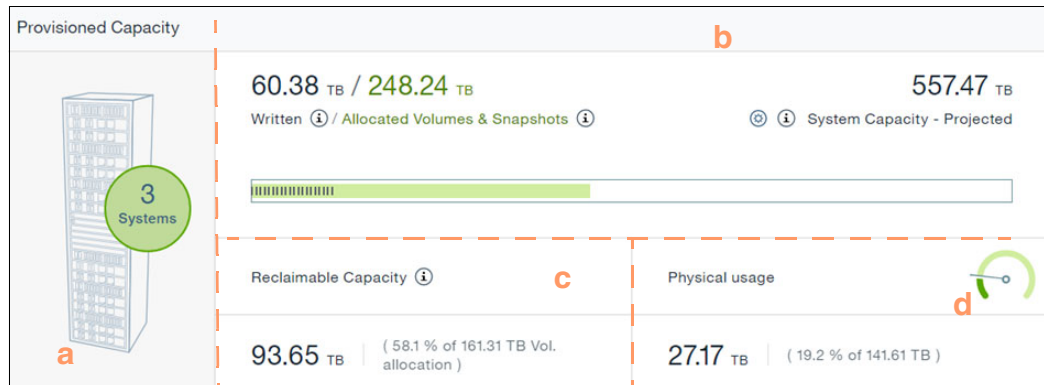 Provisioned Capacity
b
60.38 TB / 248.24 TB
557.47 TB
Written i / Allocated Volumes & Snapshots i
i System Capacity - Projected
3
Systems
Reclaimable Capacity i
c
Physical usage
d
a
93.65 TB
( 58.1 % of 161.31 TB Vol.
allocation )
27.17 TB
( 19.2 % of 141.61 TB )